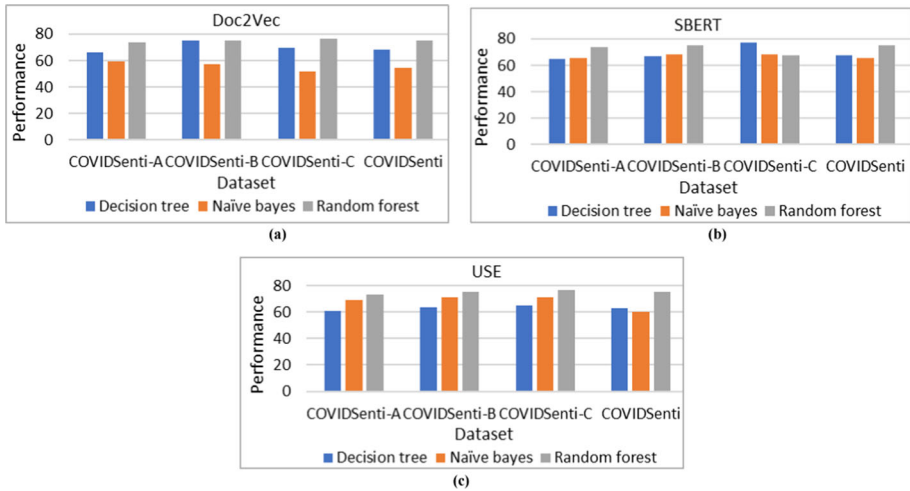 Doc2Vec
Performance
80
60
40
20
0
COVIDSenti-A COVIDSenti-B COVIDSenti-C COVIDSenti
Dataset
Decision tree Naïve bayes Random forest
(a)
SBERT
Performance
80
60
40
20
0
COVIDSenti-A COVIDSenti-B COVIDSenti-C COVIDSenti
Dataset
Decision tree Naïve bayes Random forest
(b)
USE
Performance
80
60
40
20
0
COVIDSenti-A COVIDSenti-B COVIDSenti-C COVIDSenti
Dataset
Decision tree Naïve bayes Random forest
(c)